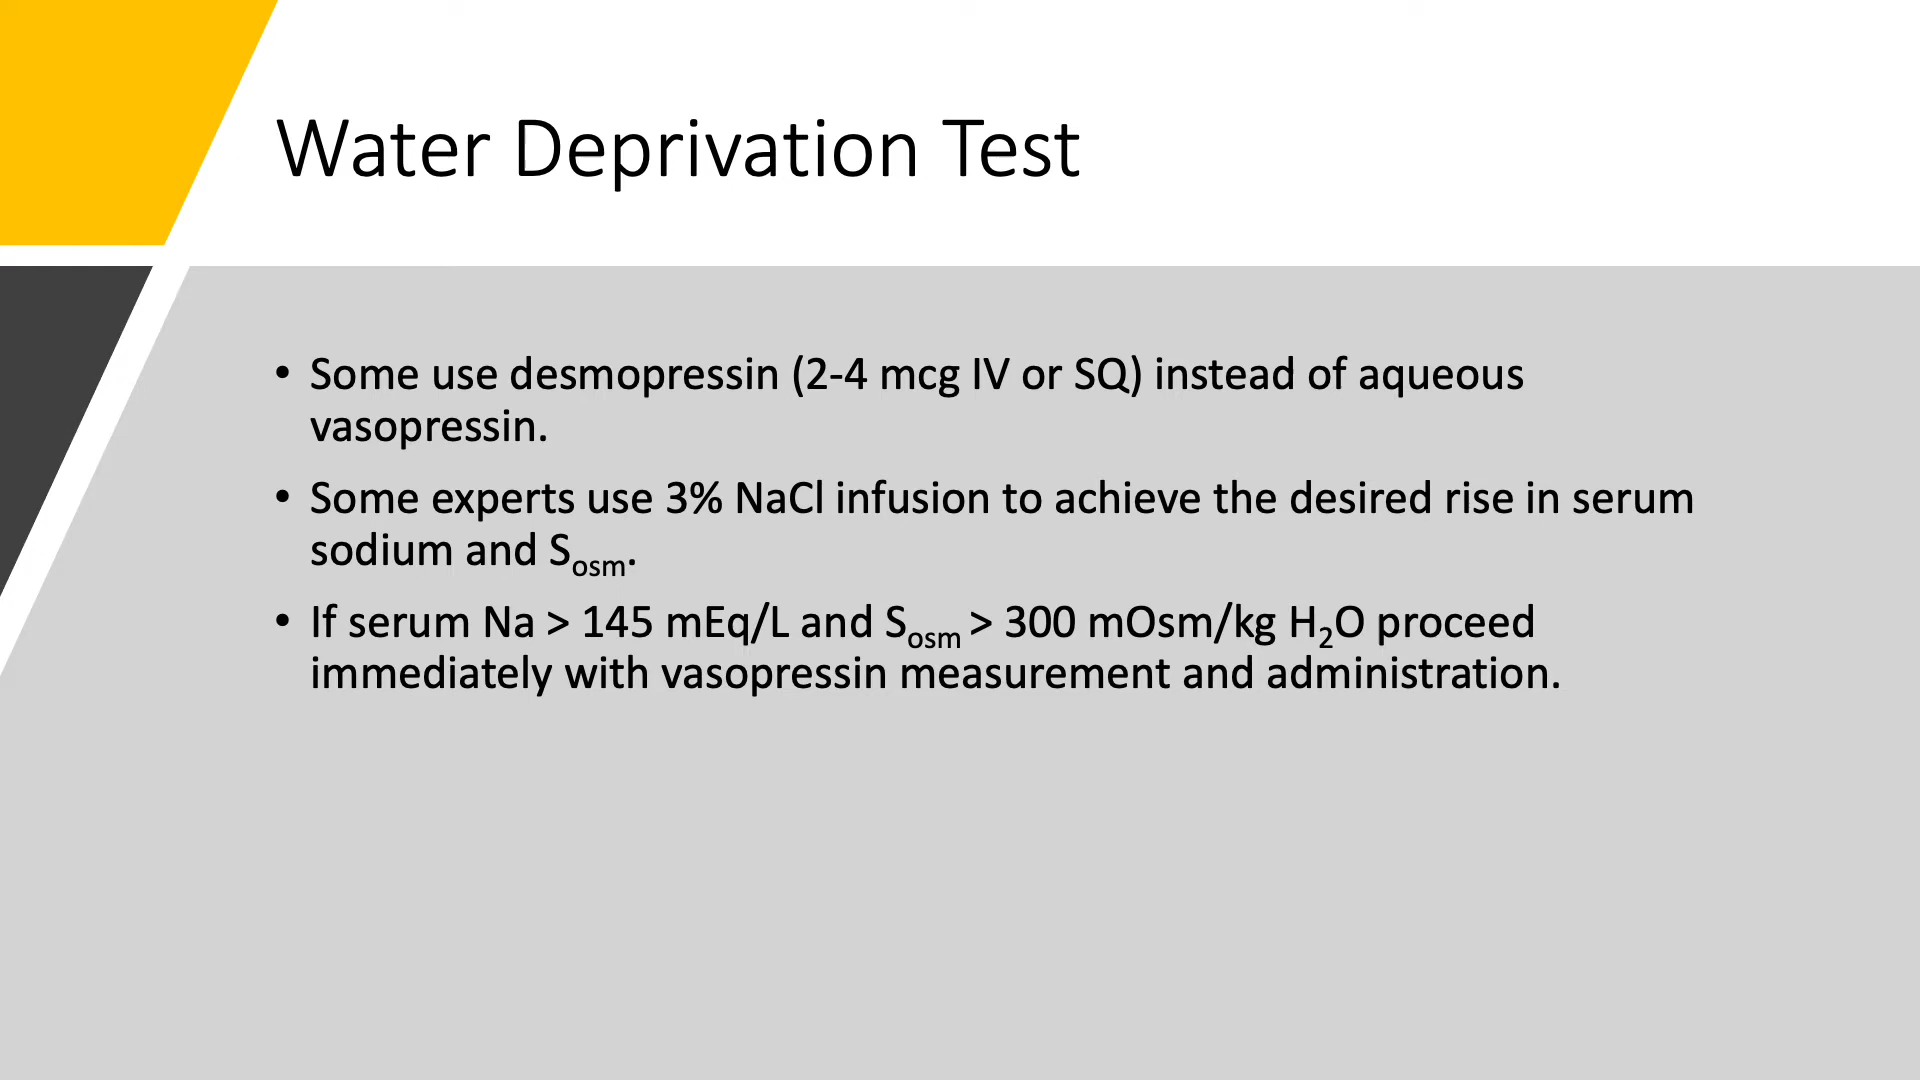 Water Deprivation Test
• Some use desmopressin (2-4 mcg IV or SQ) instead of aqueous
vasopressin.
• Some experts use 3% NaCl infusion to achieve the desired rise in serum
sodium and Sosm.
• If serum Na > 145 mEq/L and Sosm > 300 mOsm/kg H2O proceed
immediately with vasopressin measurement and administration.